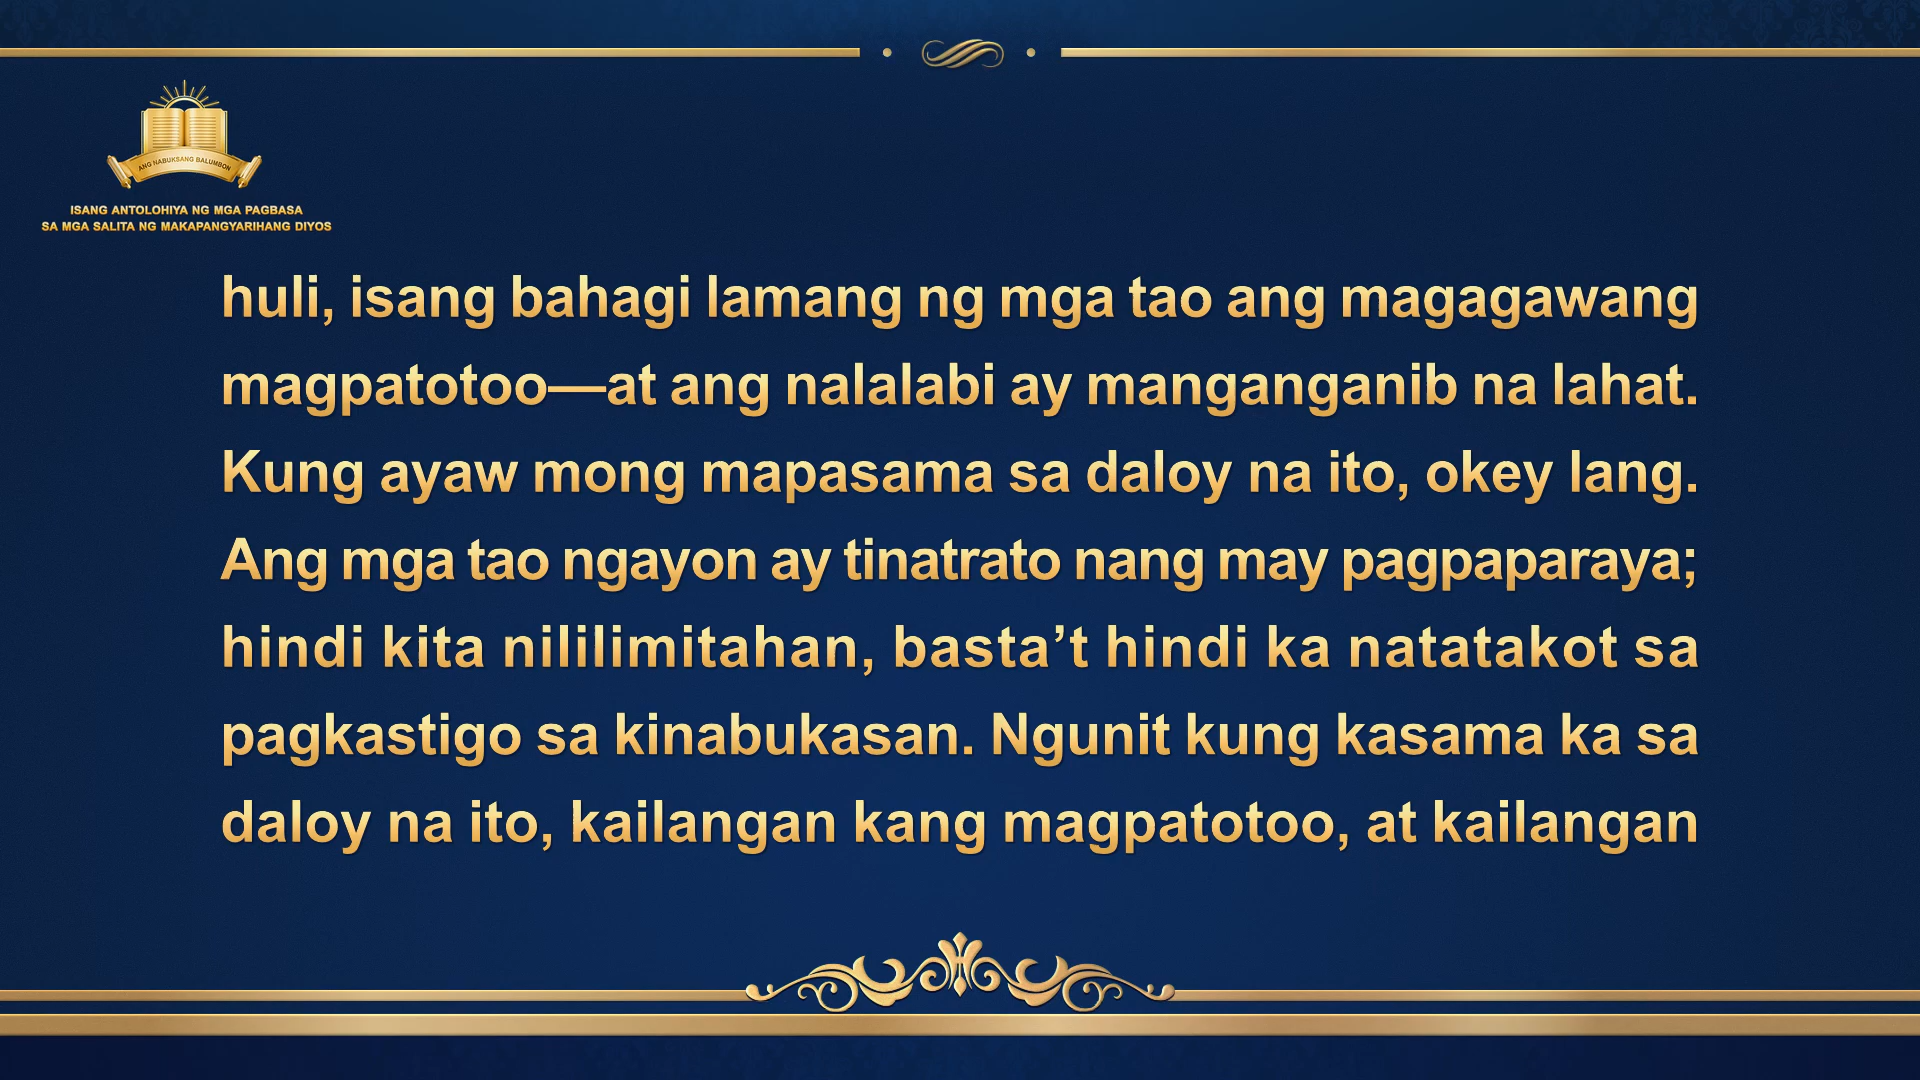 ANG NABUKSANG BALUMBON
ISANG ANTOLOHIYA NG MGA PAGBASA
SA MGA SALITA NG MAKAPANGYARIHANG DIYOS
huli, isang bahagi lamang ng mga tao ang magagawang
magpatotoo—at ang nalalabi ay manganganib na lahat.
Kung ayaw mong mapasama sa daloy na ito, okey lang.
Ang mga tao ngayon ay tinatrato nang may pagpaparaya;
hindi kita nililimitahan, basta’t hindi ka natatakot sa
pagkastigo sa kinabukasan. Ngunit kung kasama ka sa
daloy na ito, kailangan kang magpatotoo, at kailangan